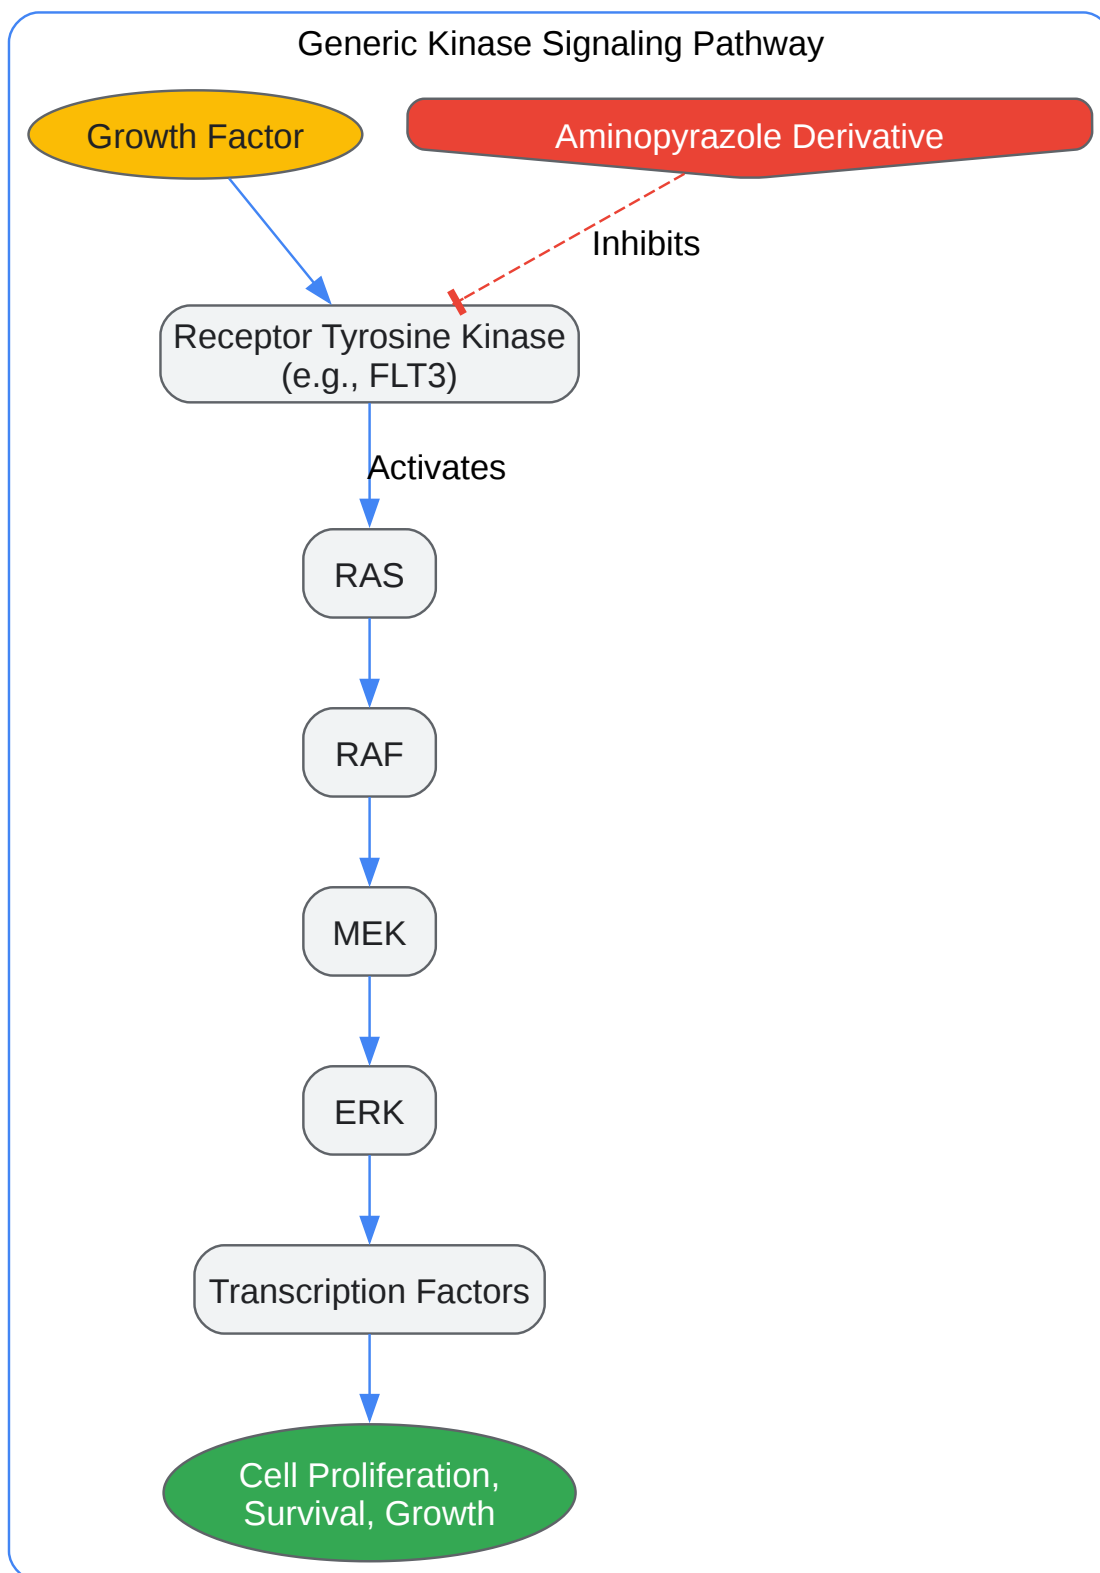 Generic Kinase Signaling Pathway
Growth Factor
Aminopyrazole Derivative
Inhibits
Receptor Tyrosine Kinase
(e.g., FLT3)
Activates
RAS
RAF
MEK
ERK
Transcription Factors
Cell Proliferation,
Survival, Growth